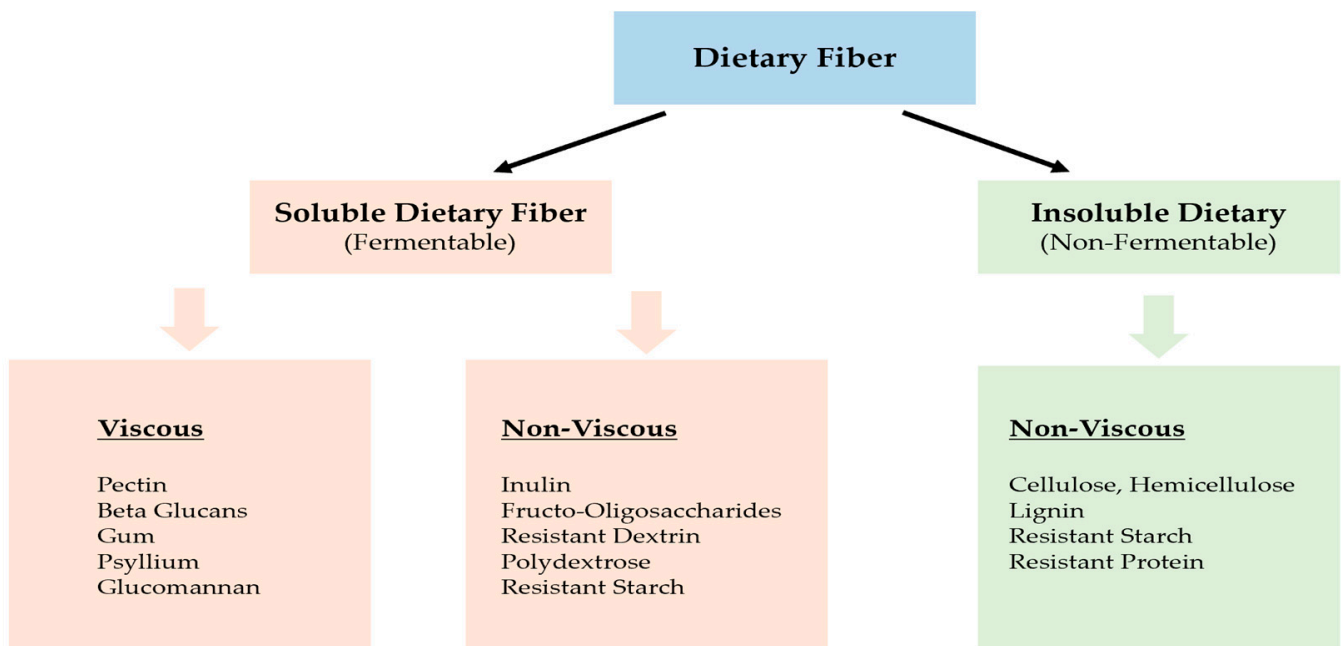 Dietary Fiber
Soluble Dietary Fiber
(Fermentable)
Insoluble Dietary
(Non-Fermentable)
Viscous
Pectin
Beta Glucans
Gum
Psyllium
Glucomannan
Non-Viscous
Inulin
Fructo-Oligosaccharides
Resistant Dextrin
Polydextrose
Resistant Starch
Non-Viscous
Cellulose, Hemicellulose
Lignin
Resistant Starch
Resistant Protein